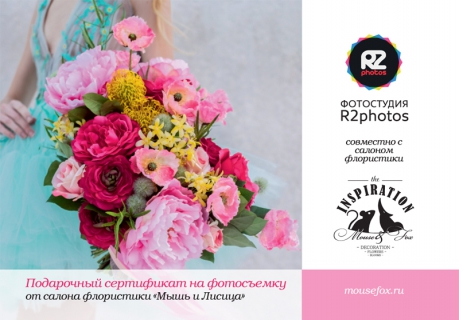 R2
photos
ФОТОСТУДИЯ
R2photos
совместно с
салоном
флористики
the
INSPIRATION
Mouse & Fox
DECORATION
FLOWERS
Подарочный сертификат на фотосъемку
от салона флористики «Мышь и Лисица»
mousefox.ru